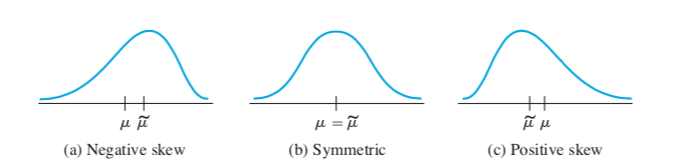 μ μ̃ μ = μ̃ μ̃ μ
(a) Negative skew (b) Symmetric (c) Positive skew